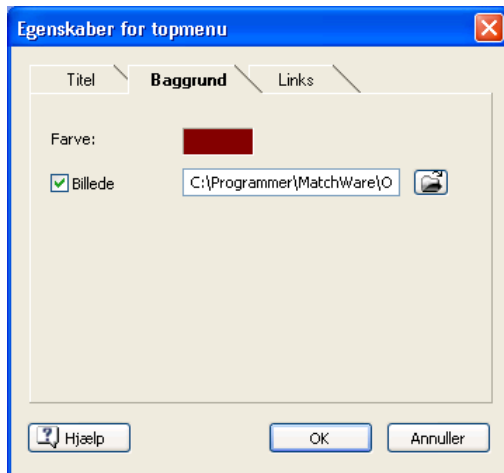 Egenskaber for topmenu
Titel Baggrund Links
Farve:
Billede C:\Programmer\MatchWare\O
Hjælp OK Annuller